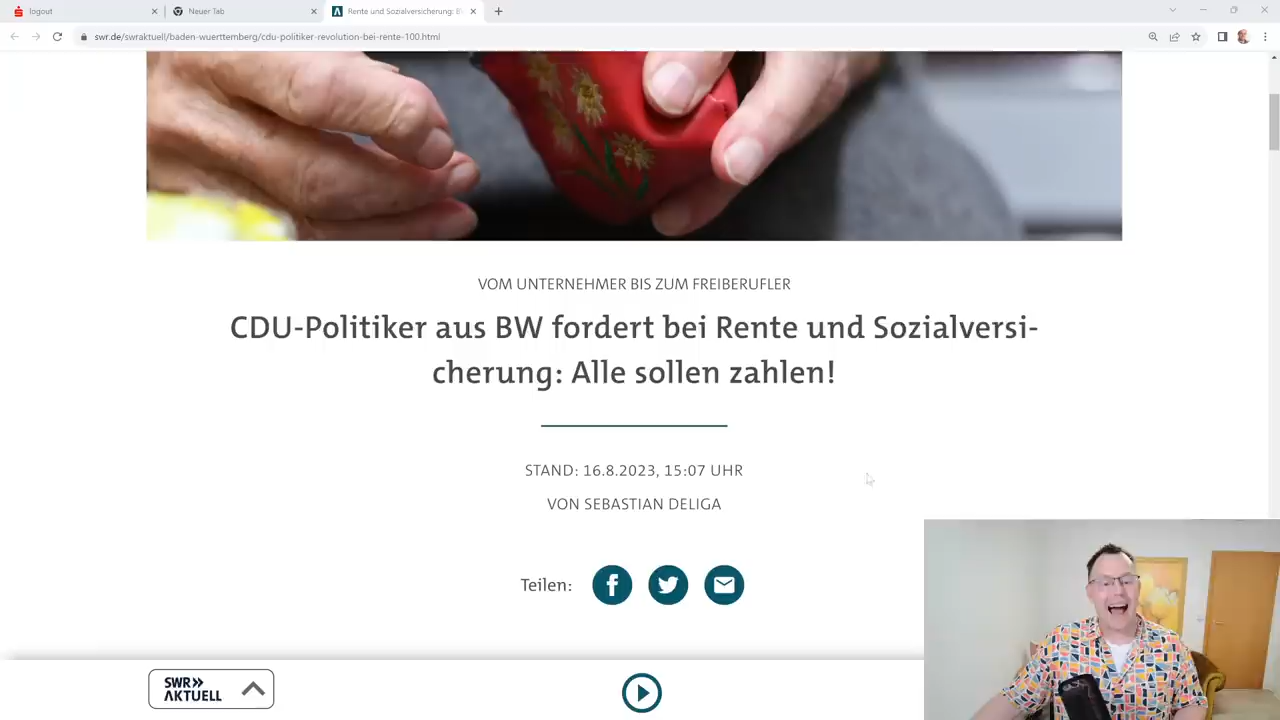 logout
Neuer Tab
Rente und Sozialversicherung: B
swr.de/swraktuell/baden-wuerttemberg/cdu-politiker-revolution-bei-rente-100.html
VOM UNTERNEHMER BIS ZUM FREIBERUFLER
CDU-Politiker aus BW fordert bei Rente und Sozialversi-
cherung: Alle sollen zahlen!
STAND: 16.8.2023, 15:07 UHR
VON SEBASTIAN DELIGA
Teilen:
SWR»
AKTUELL